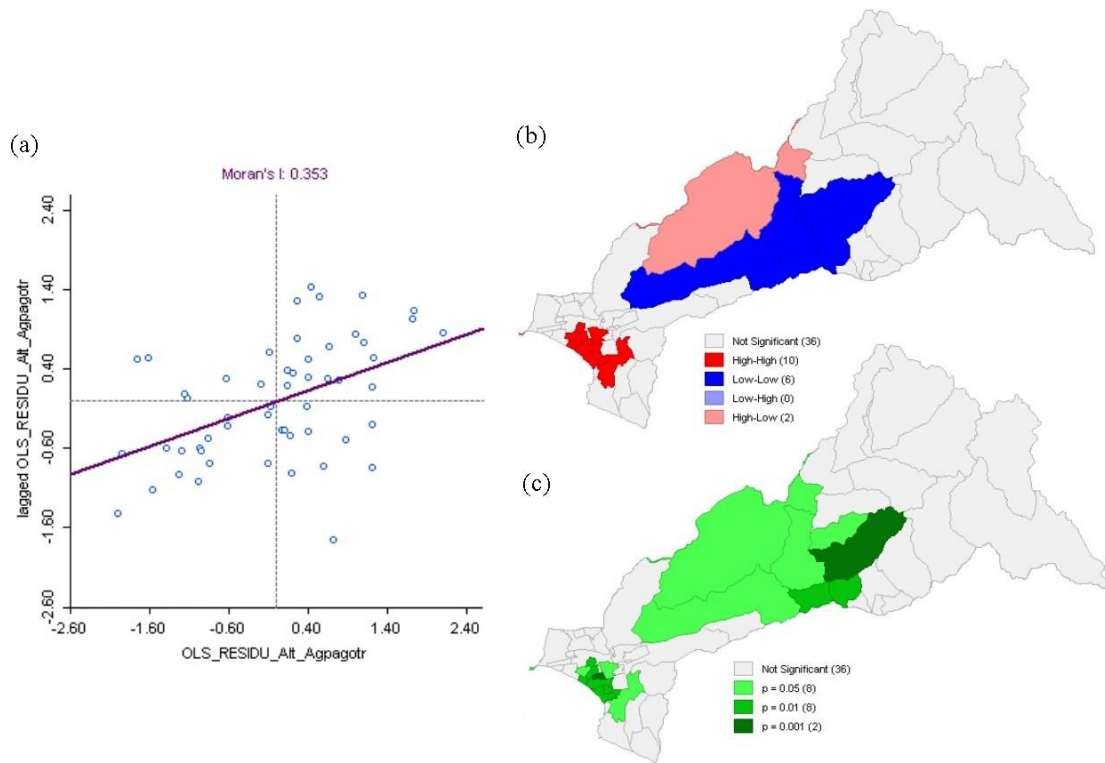 (a)
Moran's I: 0.353
lagged OLS_RESIDU_Alt_Agpagotr
2.40
1.40
0.40
-0.60
-1.60
-2.60
-2.60
-1.60
-0.60
0.40
1.40
2.40
OLS_RESIDU_Alt_Agpagotr
(b)
Not Significant (36)
High-High (10)
Low-Low (6)
Low-High (0)
High-Low (2)
(c)
Not Significant (36)
p = 0.05 (8)
p = 0.01 (8)
p = 0.001 (2)